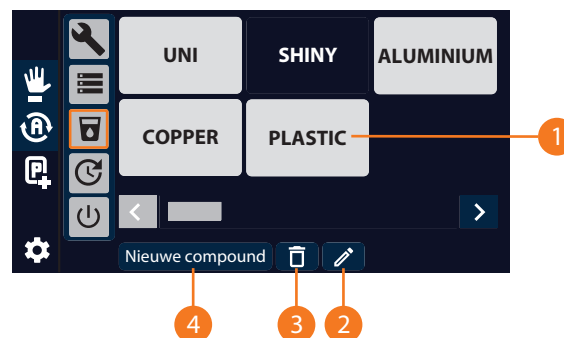 UNI SHINY ALUMINIUM
COPPER PLASTIC
1
A
P
Nieuwe compound
4 3 2